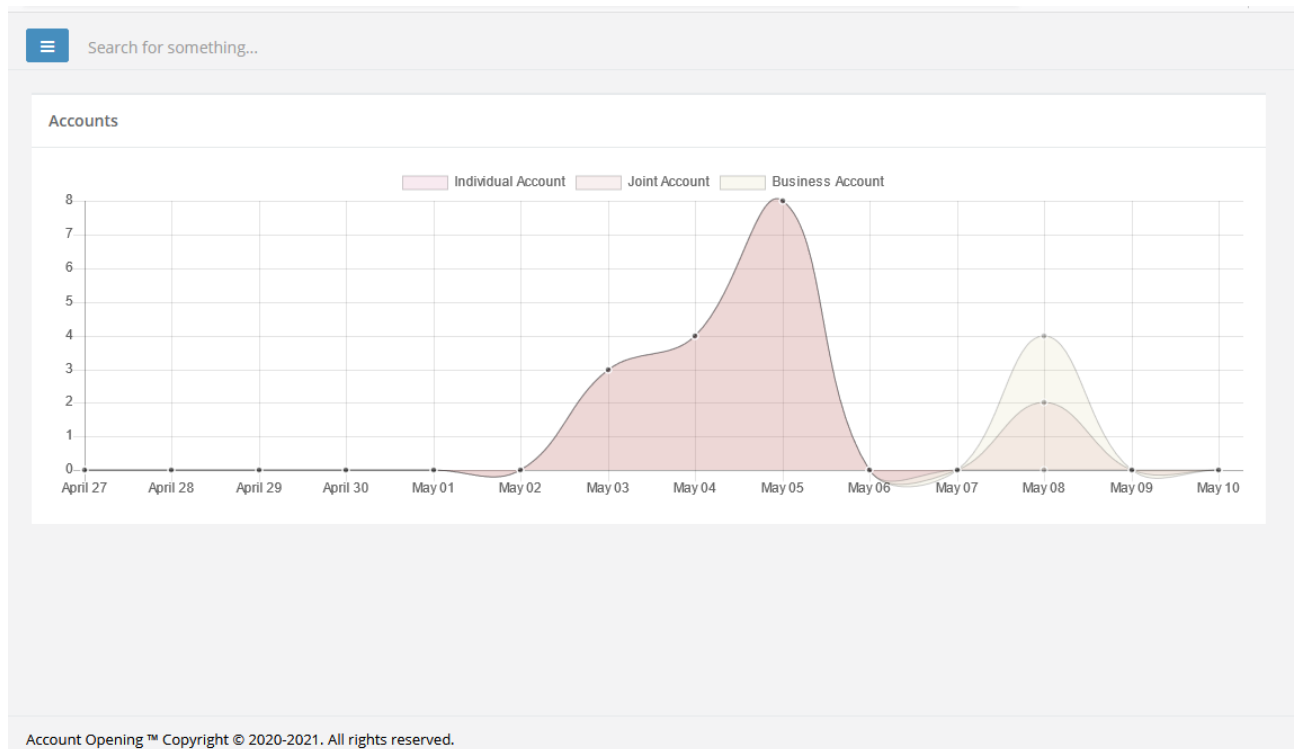 Search for something...
Accounts
Individual Account Joint Account Business Account
8
7
6
5
4
3
2
1
0
April 27 April 28 April 29 April 30 May 01 May 02 May 03 May 04 May 05 May 06 May 07 May 08 May 09 May 10
Account Opening ™ Copyright © 2020-2021. All rights reserved.